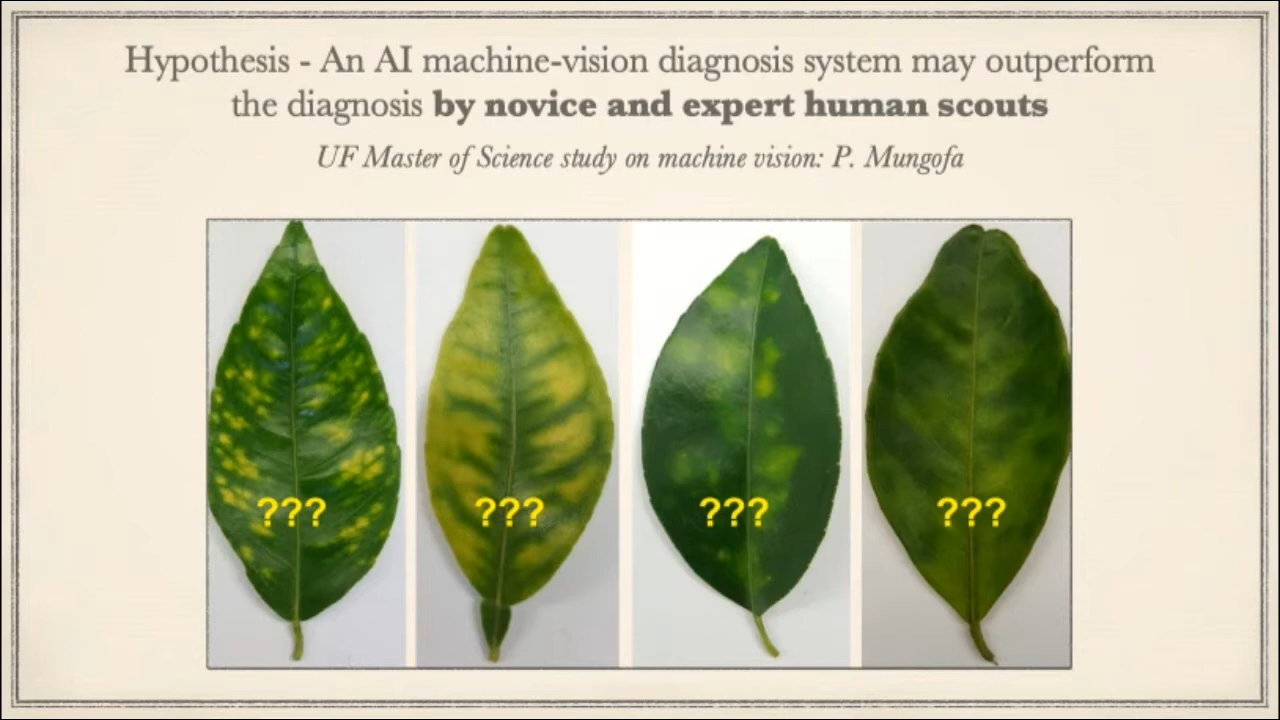 Hypothesis - An AI machine-vision diagnosis system may outperform
the diagnosis by novice and expert human scouts
UF Master of Science study on machine vision: P. Mungofa
??? ??? ??? ???